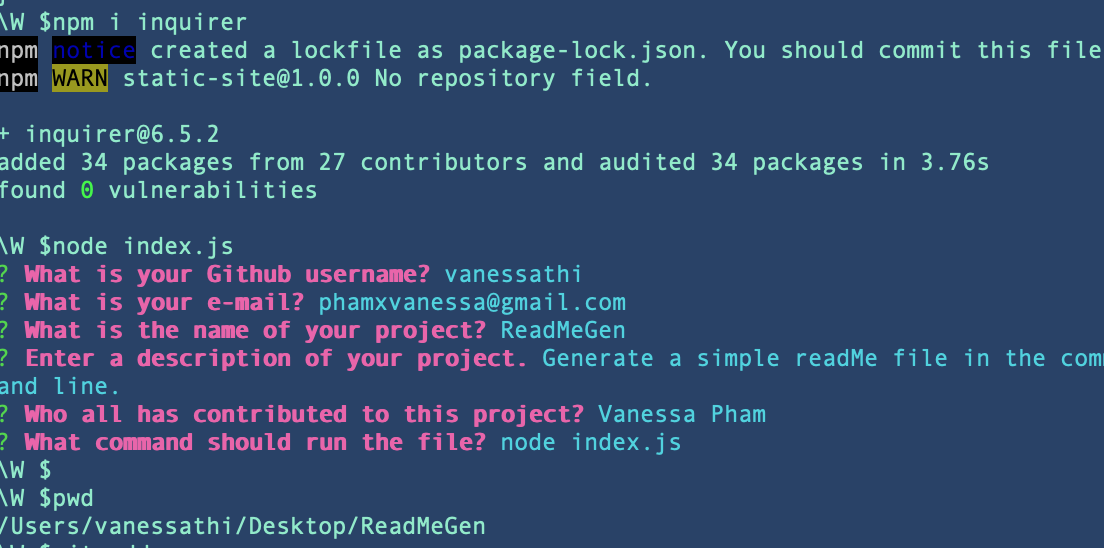 \W $npm i inquirer
npm notice created a lockfile as package-lock.json. You should commit this file
npm WARN static-site@1.0.0 No repository field.
+ inquirer@6.5.2
added 34 packages from 27 contributors and audited 34 packages in 3.76s
found 0 vulnerabilities
\W $node index.js
? What is your Github username? vanessathi
? What is your e-mail? phamxvanessa@gmail.com
? What is the name of your project? ReadMeGen
? Enter a description of your project. Generate a simple readMe file in the com
and line.
? Who all has contributed to this project? Vanessa Pham
? What command should run the file? node index.js
\W $
\W $pwd
/Users/vanessathi/Desktop/ReadMeGen